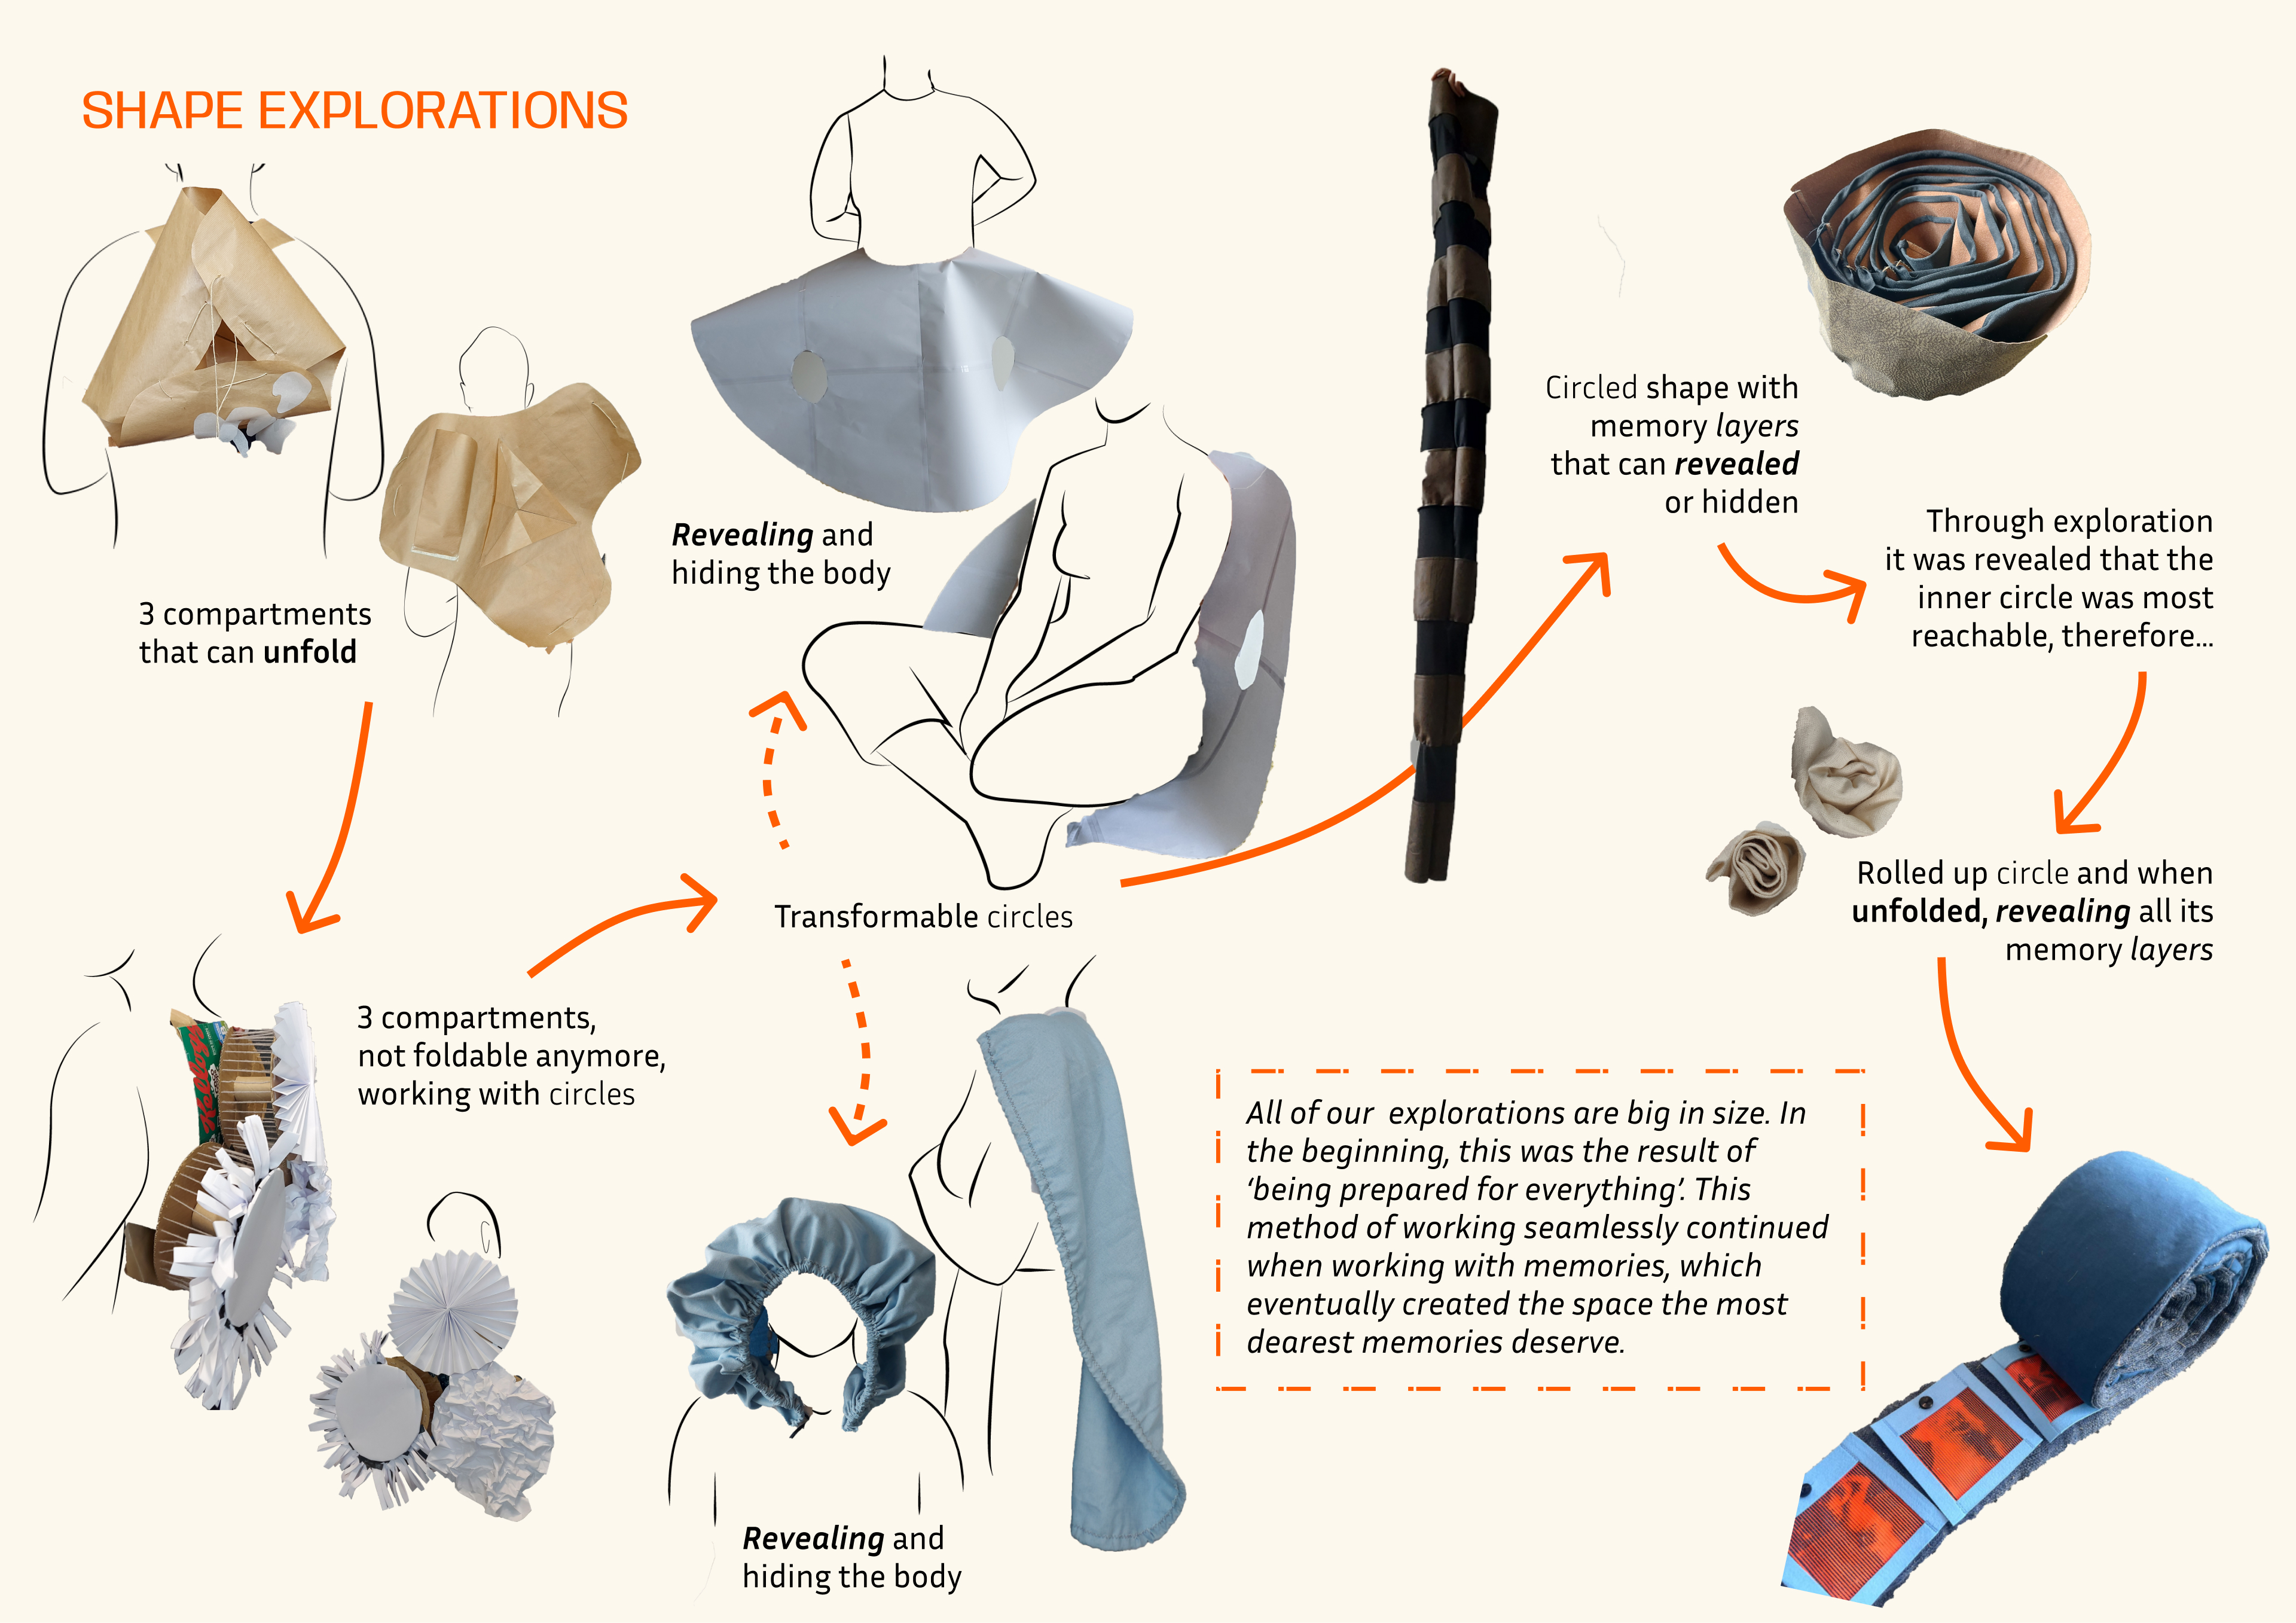 SHAPE EXPLORATIONS
3 compartments
that can unfold
Revealing and
hiding the body
Circled shape with
memory layers
that can revealed
or hidden
Through exploration
it was revealed that the
inner circle was most
reachable, therefore...
Transformable circles
Rolled up circle and when
unfolded, revealing all its
memory layers
3 compartments,
not foldable anymore,
working with circles
Kellogg's
All of our explorations are big in size. In
the beginning, this was the result of
‘being prepared for everything’. This
method of working seamlessly continued
when working with memories, which
eventually created the space the most
dearest memories deserve.
Revealing and
hiding the body